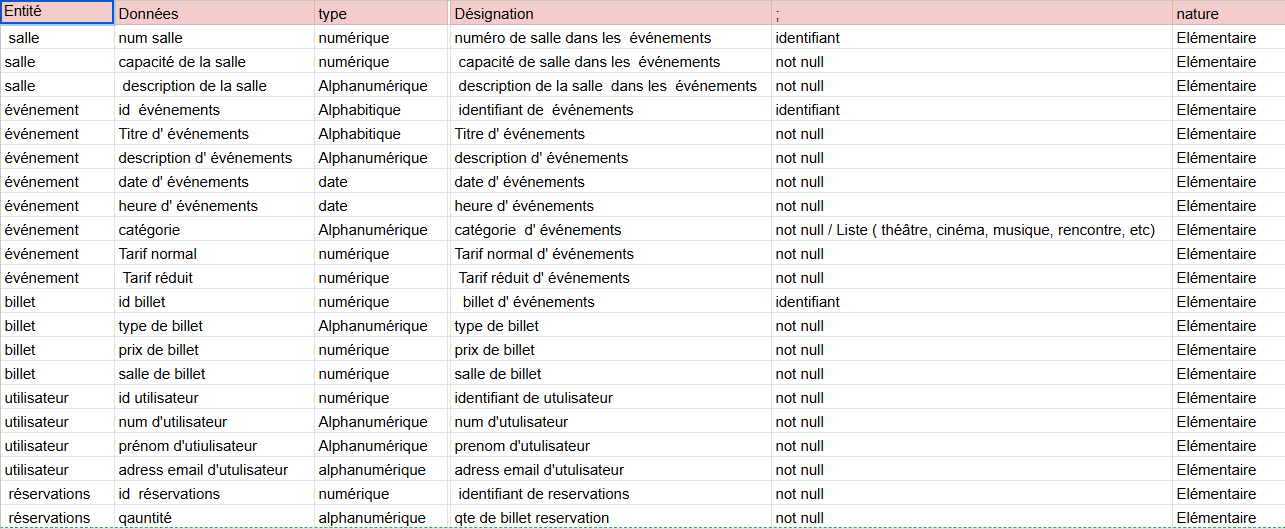 Entité Données type Désignation ; nature
salle num salle numérique numéro de salle dans les événements identifiant Elémentaire
salle capacité de la salle numérique capacité de salle dans les événements not null Elémentaire
salle description de la salle Alphanumérique description de la salle dans les événements not null Elémentaire
événement id événements Alphabitique identifiant de événements identifiant Elémentaire
événement Titre d' événements Alphabitique Titre d' événements not null Elémentaire
événement description d' événements Alphanumérique description d' événements not null Elémentaire
événement date d' événements date date d' événements not null Elémentaire
événement heure d' événements date heure d' événements not null Elémentaire
événement catégorie Alphanumérique catégorie d' événements not null / Liste ( théâtre, cinéma, musique, rencontre, etc) Elémentaire
événement Tarif normal numérique Tarif normal d' événements not null Elémentaire
événement Tarif réduit numérique Tarif réduit d' événements not null Elémentaire
billet id billet numérique billet d' événements identifiant Elémentaire
billet type de billet Alphanumérique type de billet not null Elémentaire
billet prix de billet numérique prix de billet not null Elémentaire
billet salle de billet numérique salle de billet not null Elémentaire
utilisateur id utilisateur numérique identifiant de utulisateur not null Elémentaire
utilisateur num d'utilisateur Alphanumérique num d'utulisateur not null Elémentaire
utilisateur prénom d'utiulisateur Alphanumérique prenom d'utulisateur not null Elémentaire
utilisateur adress email d'utulisateur alphanumérique adress email d'utulisateur not null Elémentaire
réservations id réservations numérique identifiant de reservations not null Elémentaire
réservations qauntité alphanumérique qte de billet reservation not null Elémentaire